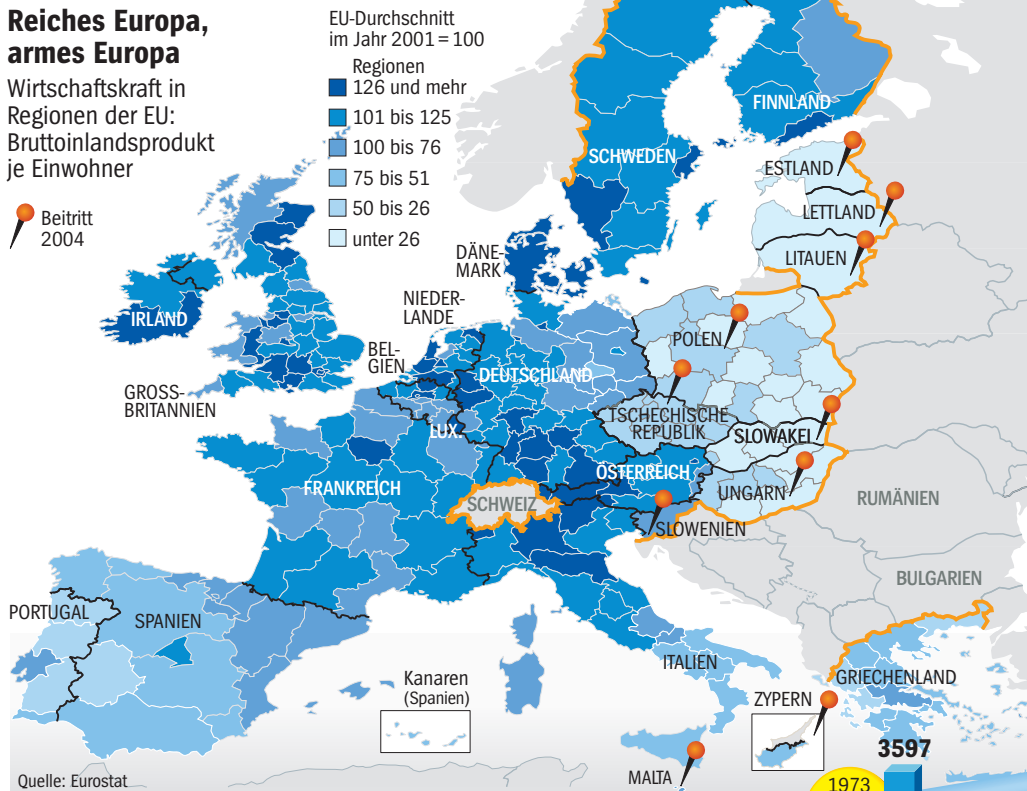 Reiches Europa,
armes Europa
Wirtschaftskraft in
Regionen der EU:
Bruttoinlandsprodukt
je Einwohner
Beitritt
2004
EU-Durchschnitt
im Jahr 2001 = 100
Regionen
126 und mehr
101 bis 125
100 bis 76
75 bis 51
50 bis 26
unter 26
FINNLAND
SCHWEDEN
ESTLAND
LETTLAND
LITAUEN
DÄNE-
MARK
IRLAND
NIEDER-
LANDE
BEL-
GIEN
GROSS-
BRITANNIEN
POLEN
DEUTSCHLAND
TSCHECHISCHE
REPUBLIK
LUX.
SLOWAKEI
ÖSTERREICH
FRANKREICH
UNGARN
SCHWEIZ
RUMÄNIEN
SLOWENIEN
BULGARIEN
PORTUGAL
SPANIEN
ITALIEN
Kanaren
(Spanien)
GRIECHENLAND
ZYPERN
MALTA
3597
1973
Quelle: Eurostat